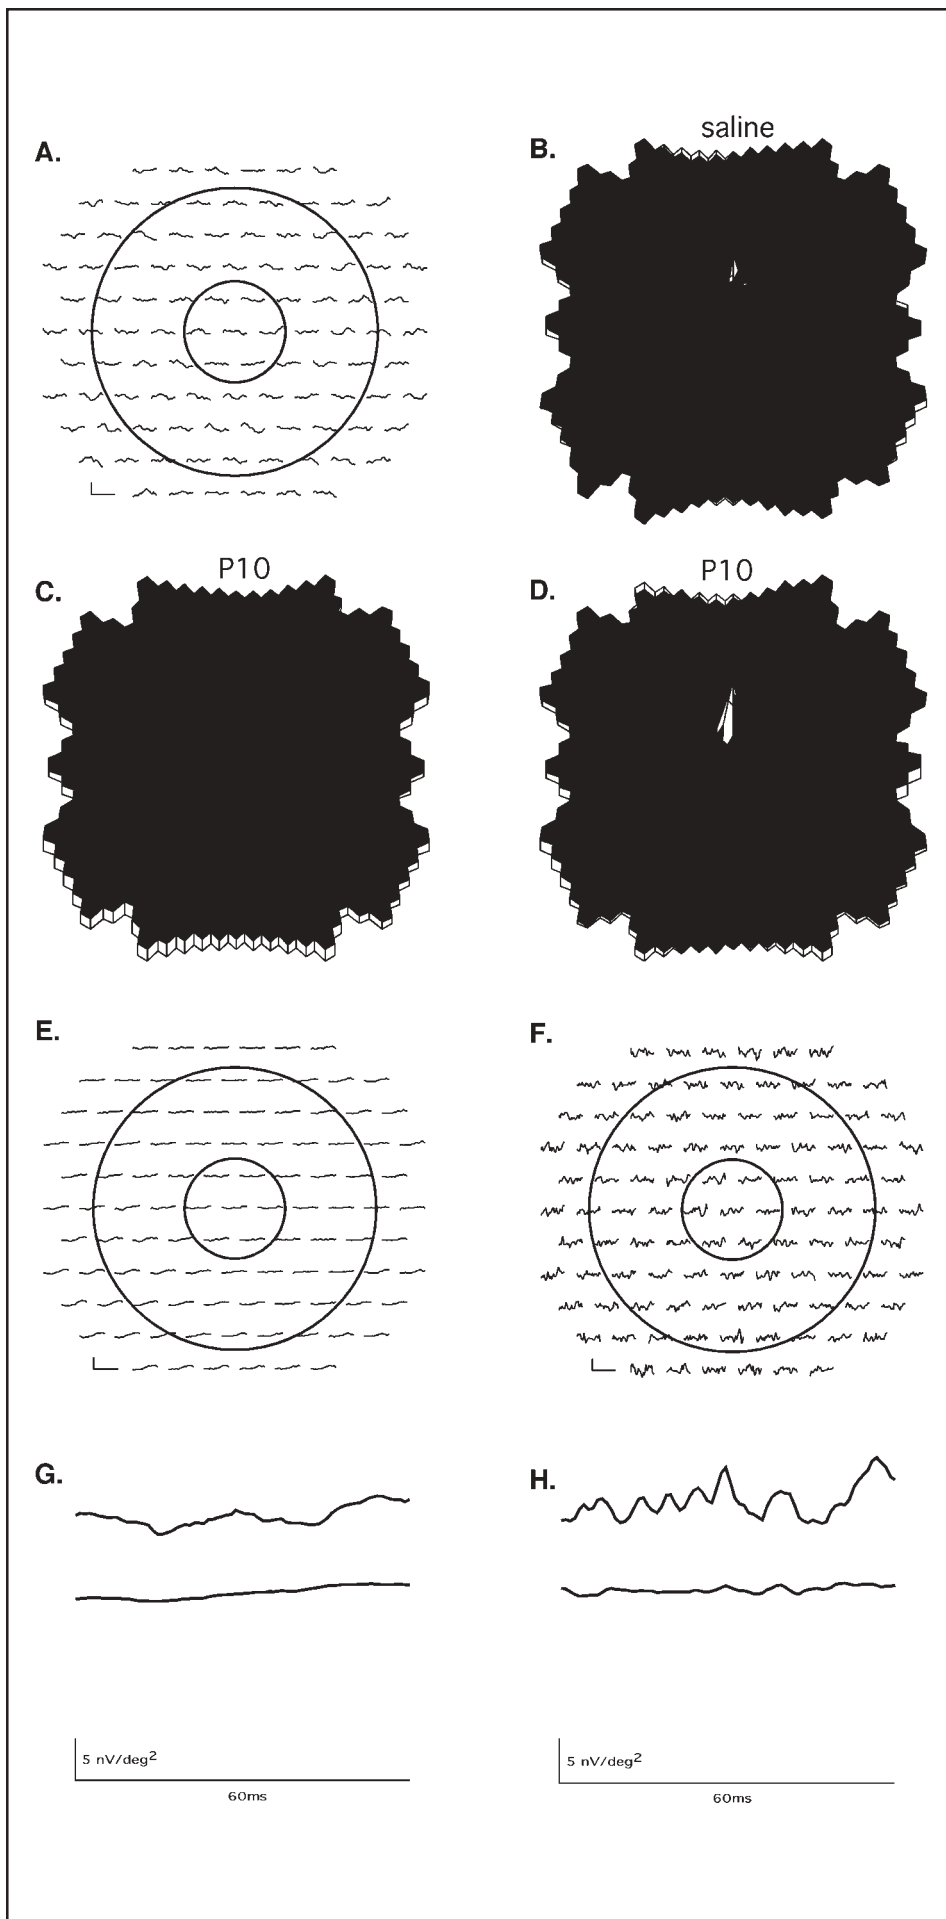 saline
A.
B.
P10
P10
C.
D.
E.
F.
G.
H.
5 nV/deg2
5 nV/deg2
60ms
60ms